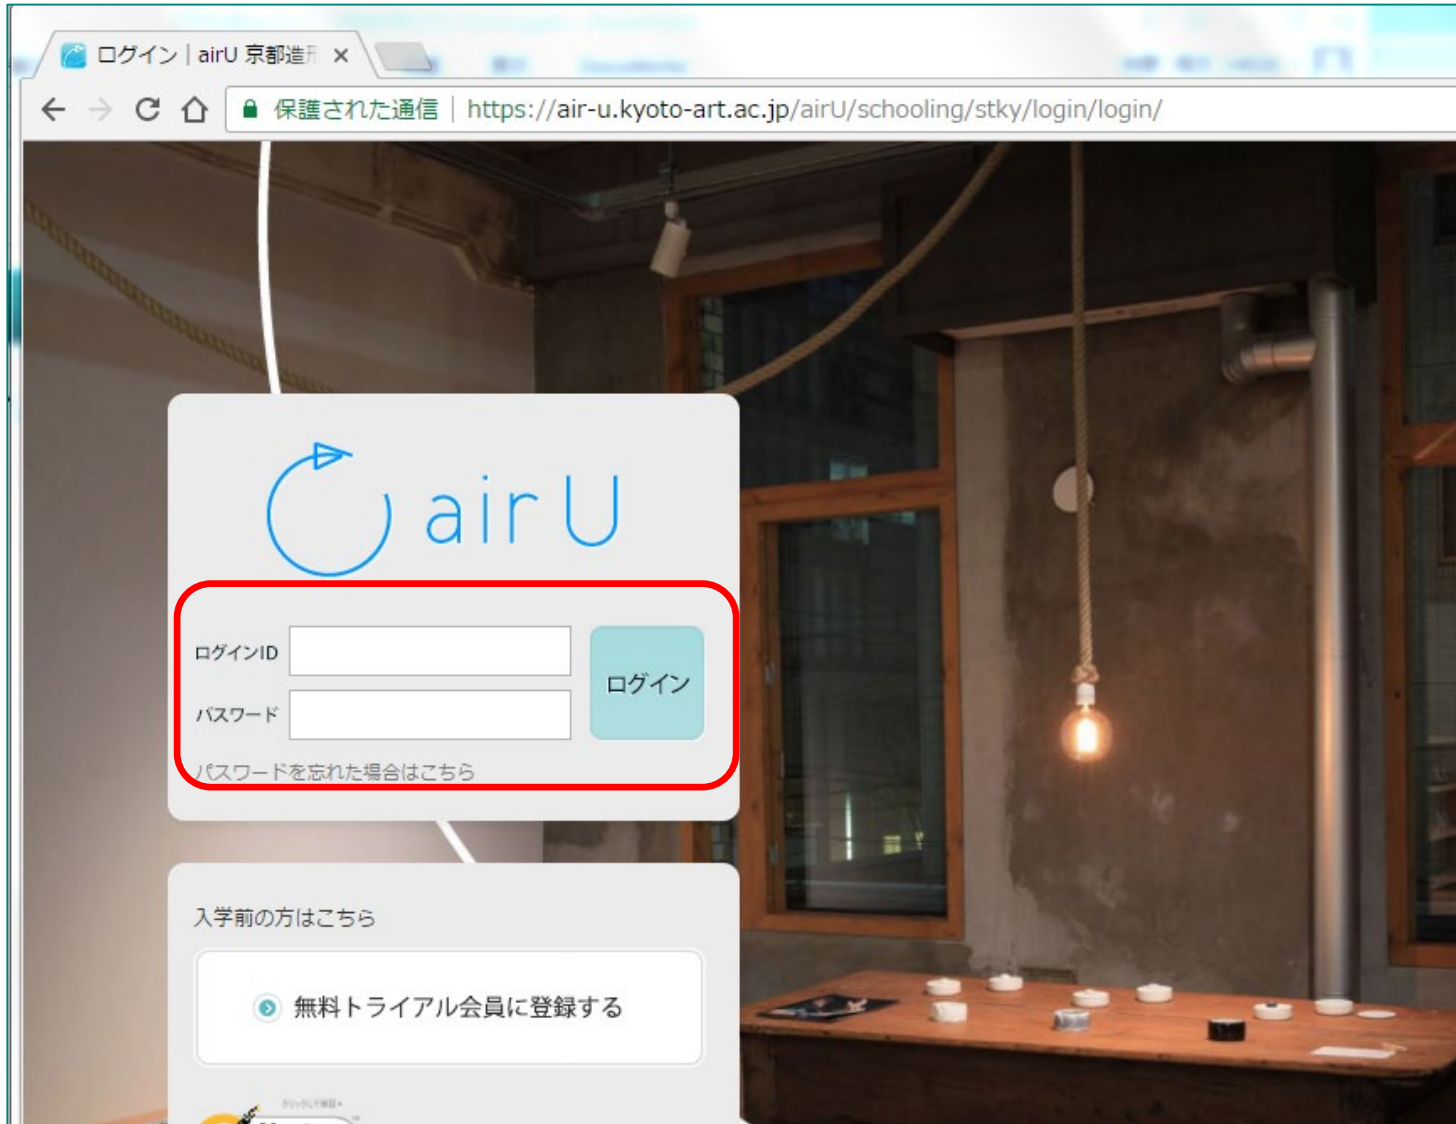 ログイン | airU 京都造
保護された通信 | https://air-u.kyoto-art.ac.jp/airU/schooling/stky/login/login/
airU
ログインID
ログイン
パスワード
パスワードを忘れた場合はこちら
入学前の方はこちら
無料トライアル会員に登録する